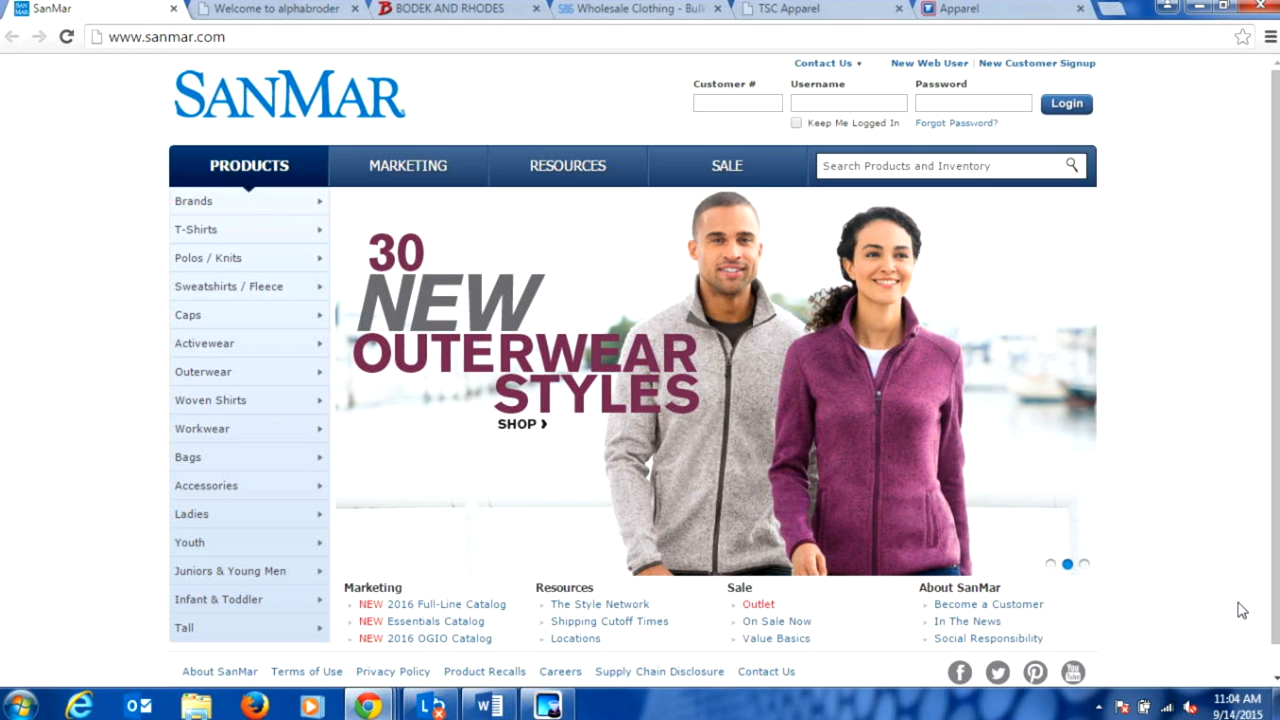 SanMar
Welcome to alphabroder
BODEK AND RHODES
S&S Wholesale Clothing - Bulk
TSC Apparel
Apparel
www.sanmar.com
SANMAR
Contact Us
New Web User | New Customer Signup
Customer #
Username
Password
Login
Keep Me Logged In
Forgot Password?
PRODUCTS
MARKETING
RESOURCES
SALE
Search Products and Inventory
Brands
T-Shirts
Polos / Knits
Sweatshirts / Fleece
Caps
Activewear
Outerwear
Woven Shirts
Workwear
Bags
Accessories
Ladies
Youth
Juniors & Young Men
Infant & Toddler
Tall
30
NEW
OUTERWEAR
STYLES
SHOP ›
Marketing
NEW 2016 Full-Line Catalog
NEW Essentials Catalog
NEW 2016 OGIO Catalog
Resources
The Style Network
Shipping Cutoff Times
Locations
Sale
Outlet
On Sale Now
Value Basics
About SanMar
Become a Customer
In The News
Social Responsibility
About SanMar
Terms of Use
Privacy Policy
Product Recalls
Careers
Supply Chain Disclosure
Contact Us
You Tube
11:04 AM
9/14/2015